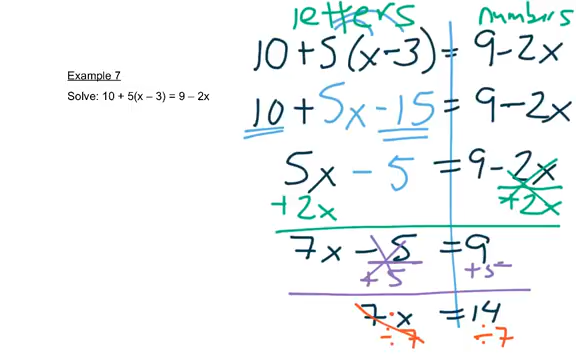 letters numbers
Example 7
Solve: 10 + 5(x – 3) = 9 – 2x
10+5(x-3) = 9-2x
10+5x-15 = 9-2x
5x - 5 = 9-2x
+2x +2x
7x - 5 = 9
+5 +5
7·x = 14
÷7 ÷7